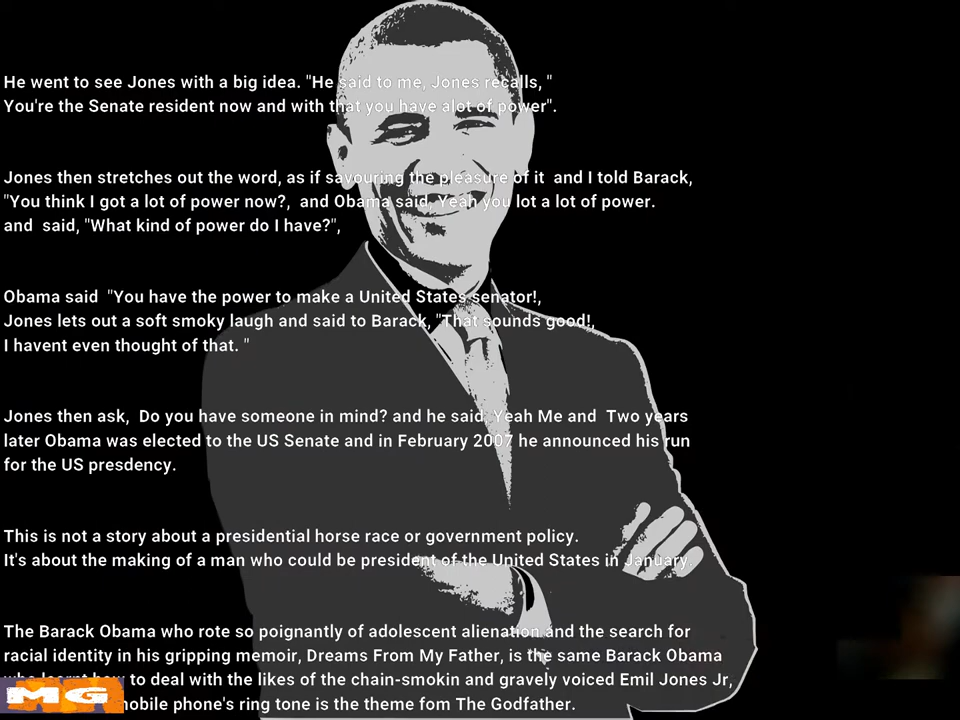 He went to see Jones with a big idea. "He said to me, Jones recalls, "
You're the Senate resident now and with that you have alot of power".
Jones then stretches out the word, as if savouring the pleasure of it and I told Barack,
"You think I got a lot of power now?, and Obama said, Yeah you lot a lot of power.
and said, "What kind of power do I have?",
Obama said "You have the power to make a United States senator!,
Jones lets out a soft smoky laugh and said to Barack, "That sounds good!,
I havent even thought of that. "
Jones then ask, Do you have someone in mind? and he said, Yeah Me and Two years
later Obama was elected to the US Senate and in February 2007 he announced his run
for the US presdency.
This is not a story about a presidential horse race or government policy.
It's about the making of a man who could be president of the United States in January.
The Barack Obama who rote so poignantly of adolescent alienation and the search for
racial identity in his gripping memoir, Dreams From My Father, is the same Barack Obama
to deal with the likes of the chain-smokin and gravely voiced Emil Jones Jr,
mobile phone's ring tone is the theme fom The Godfather.
MG